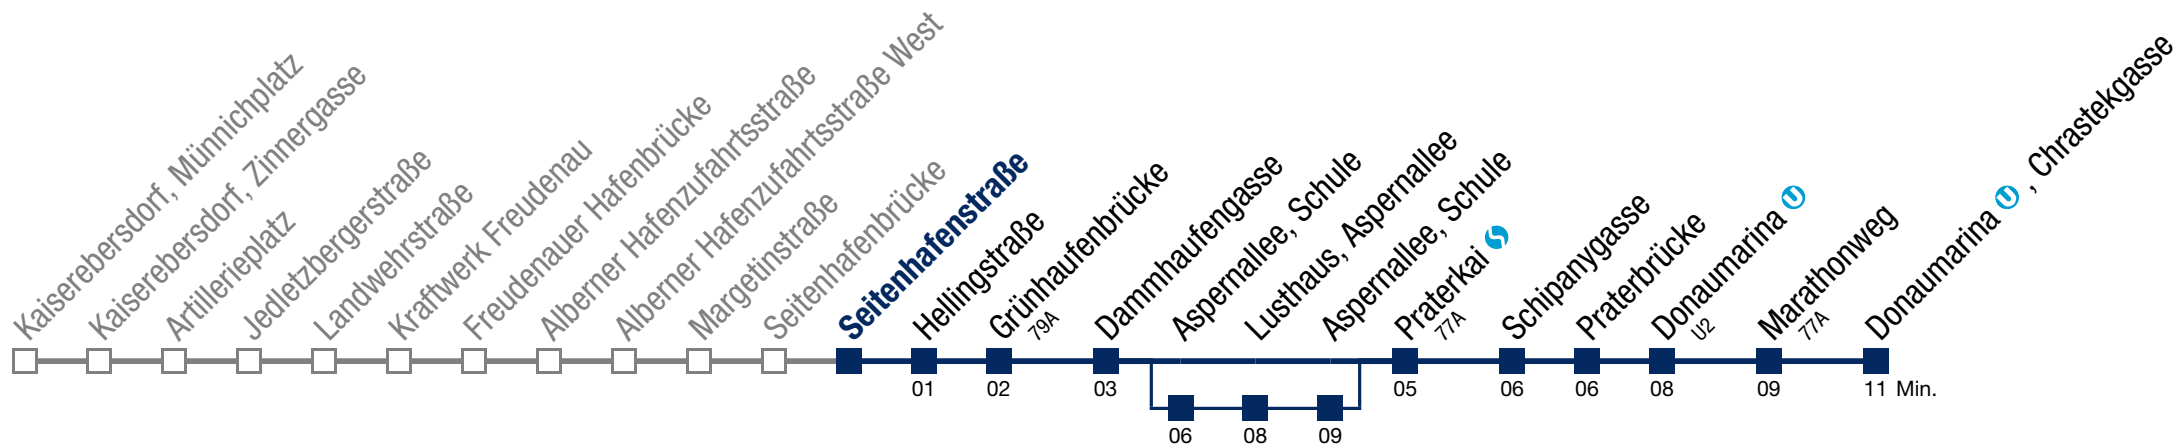 Kaiserebersdorf, Münnichplatz
Kaiserebersdorf, Zinnergasse
Artillerieplatz
Jedletzbergerstraße
Landwehrstraße
Kraftwerk Freudenau
Freudenauer Hafenbrücke
Alberner Hafenzufahrtsstraße
Alberner Hafenzufahrtsstraße West
Margetinstraße
Seitenhafenbrücke
Seitenhafenstraße
Hellingstraße
Grünhaufenbrücke
79A
Dammhaufengasse
Aspernallee, Schule
Lusthaus, Aspernallee
Aspernallee, Schule
Praterkai S
77A
Schipanygasse
Praterbrücke
Donaumarina U
U2
Marathonweg
77A
Donaumarina U, Chrastekgasse
01 02 03 05 06 06 08 09 11 Min.
06 08 09